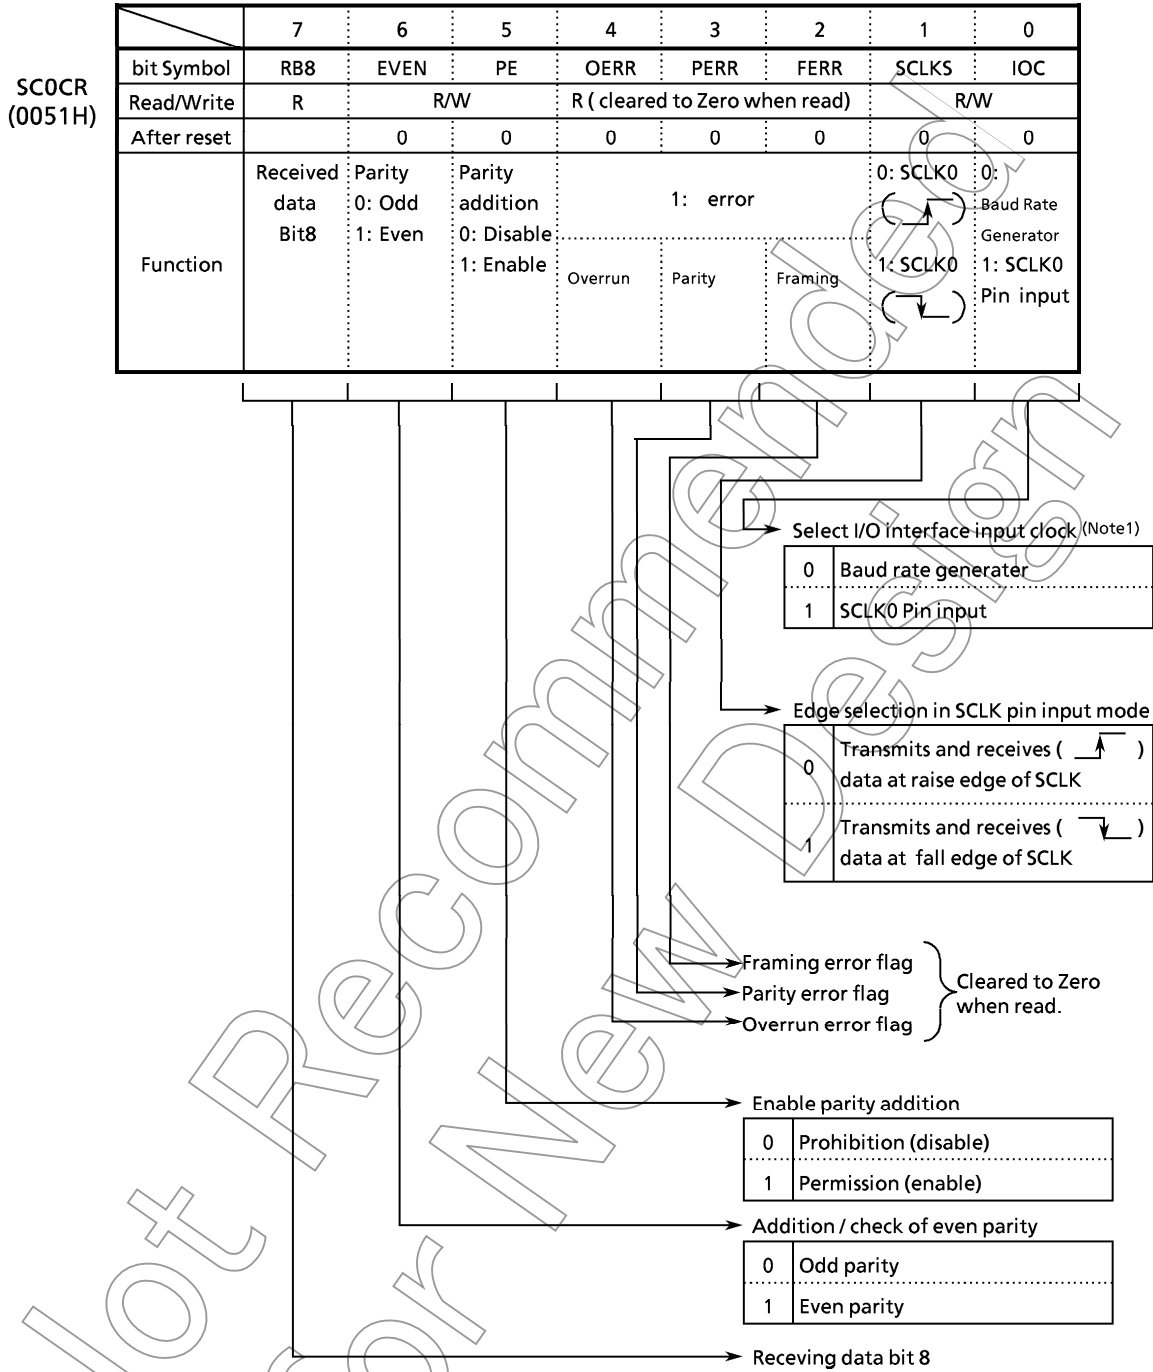 7 6 5 4 3 2 1 0
SC0CR
(0051H)
bit Symbol RB8 EVEN PE OERR PERR FERR SCLKS IOC
Read/Write R R/W R ( cleared to Zero when read) R/W
After reset 0 0 0 0 0 0 0
Function
Received
data
Bit8
Parity
0: Odd
1: Even
Parity
addition
0: Disable
1: Enable
1: error
Overrun
Parity
Framing
0: SCLK0
1: SCLK0
0:
Baud Rate
Generator
1: SCLK0
Pin input
Select I/O interface input clock (Note1)
0 Baud rate generater
1 SCLK0 Pin input
Edge selection in SCLK pin input mode
0 Transmits and receives ( )
data at raise edge of SCLK
1 Transmits and receives ( )
data at fall edge of SCLK
Framing error flag
Parity error flag
Overrun error flag
Cleared to Zero
when read.
Enable parity addition
0 Prohibition (disable)
1 Permission (enable)
Addition / check of even parity
0 Odd parity
1 Even parity
Receving data bit 8
Not Recommended
for New Design